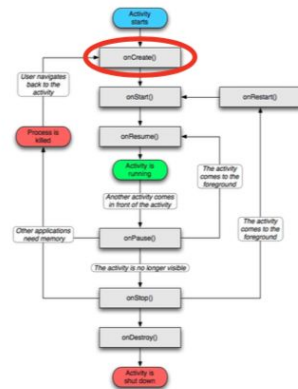 Activity
starts
onCreate()
User navigates
back to the
activity
onStart()
onRestart()
Process is
killed
onResume()
Activity is
running
The activity
comes to the
foreground
Another activity comes
in front of the activity
The activity
comes to the
foreground
Other applications
need memory
onPause()
The activity is no longer visible
onStop()
onDestroy()
Activity is
shut down